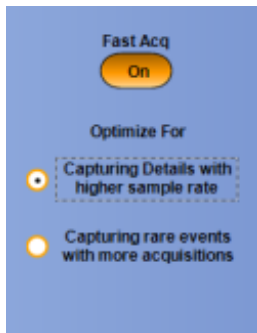 Fast Acq
On
Optimize For
Capturing Details with
higher sample rate
Capturing rare events
with more acquisitions